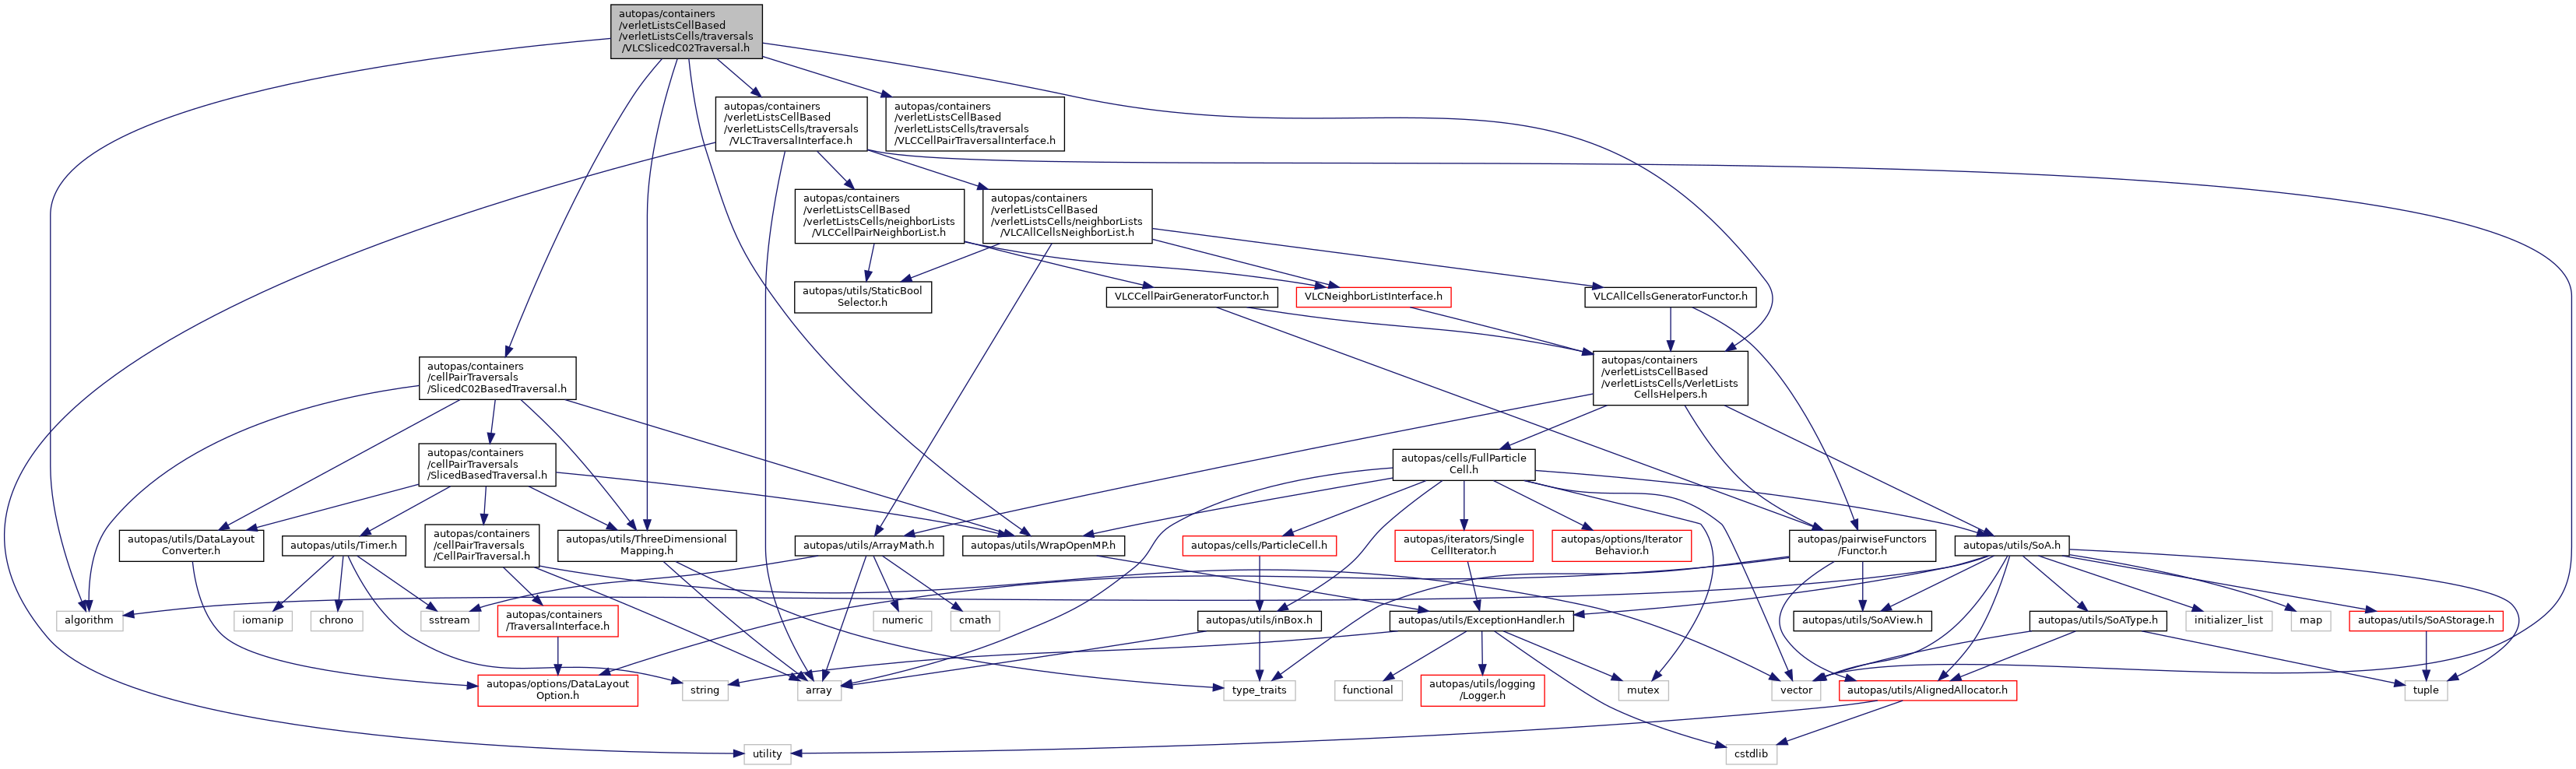 autopas/containers
/verletListsCellBased
/verletListsCells/traversals
/VLCSlicedC02Traversal.h
autopas/containers
/verletListsCellBased
/verletListsCells/traversals
/VLCTraversalInterface.h
autopas/containers
/verletListsCellBased
/verletListsCells/traversals
/VLCCellPairTraversalInterface.h
autopas/containers
/verletListsCellBased
/verletListsCells/neighborLists
/VLCCellPairNeighborList.h
autopas/containers
/verletListsCellBased
/verletListsCells/neighborLists
/VLCAllCellsNeighborList.h
autopas/utils/StaticBool
Selector.h
VLCCellPairGeneratorFunctor.h
VLCNeighborListInterface.h
VLCAllCellsGeneratorFunctor.h
autopas/containers
/cellPairTraversals
/SlicedC02BasedTraversal.h
autopas/containers
/verletListsCellBased
/verletListsCells/VerletLists
CellsHelpers.h
autopas/containers
/cellPairTraversals
/SlicedBasedTraversal.h
autopas/cells/FullParticle
Cell.h
autopas/utils/DataLayout
Converter.h
autopas/utils/Timer.h
autopas/containers
/cellPairTraversals
/CellPairTraversal.h
autopas/utils/ThreeDimensional
Mapping.h
autopas/utils/ArrayMath.h
autopas/utils/WrapOpenMP.h
autopas/cells/ParticleCell.h
autopas/iterators/Single
CellIterator.h
autopas/options/Iterator
Behavior.h
autopas/pairwiseFunctors
/Functor.h
autopas/utils/SoA.h
algorithm
iomanip
chrono
sstream
autopas/containers
/TraversalInterface.h
numeric
cmath
autopas/utils/inBox.h
autopas/utils/ExceptionHandler.h
autopas/utils/SoAView.h
autopas/utils/SoAType.h
initializer_list
map
autopas/utils/SoAStorage.h
autopas/options/DataLayout
Option.h
string
array
type_traits
functional
autopas/utils/logging
/Logger.h
mutex
vector
autopas/utils/AlignedAllocator.h
tuple
utility
cstdlib